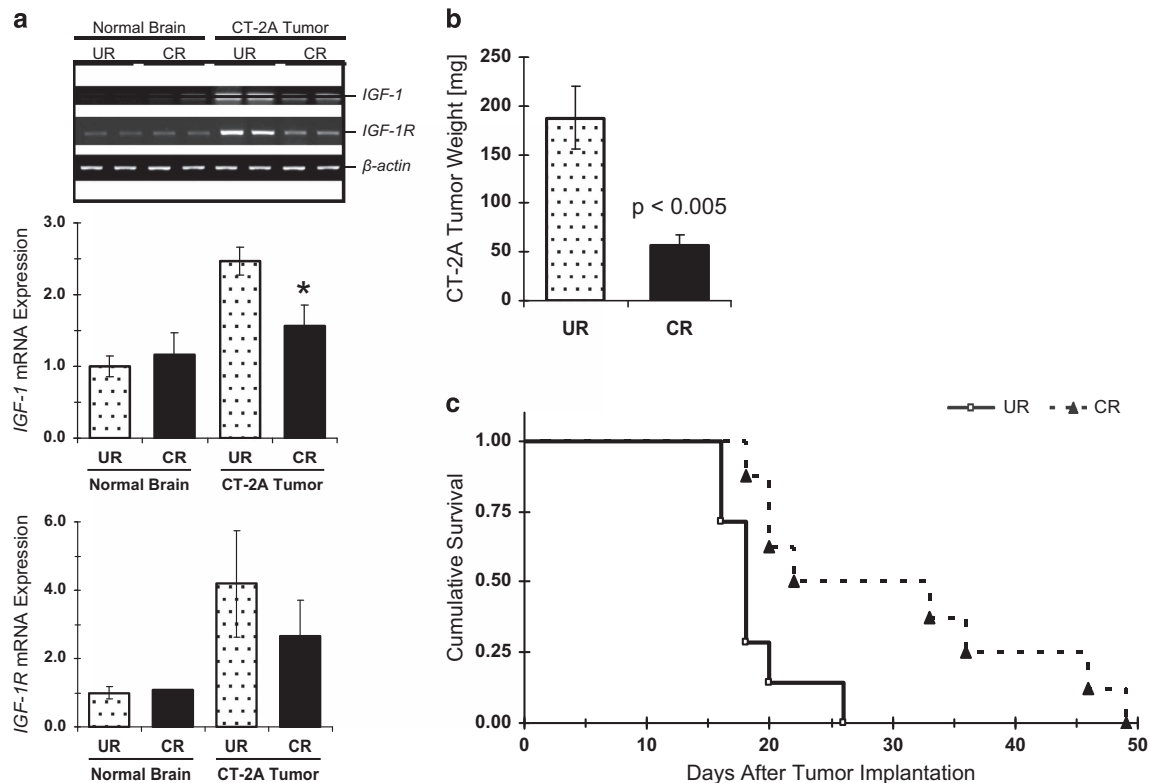 a
Normal Brain CT-2A Tumor
UR CR UR CR
IGF-1
IGF-1R
β-actin
3.0
2.0
1.0
0.0
IGF-1 mRNA Expression
*
UR CR UR CR
Normal Brain CT-2A Tumor
6.0
4.0
2.0
0.0
IGF-1R mRNA Expression
UR CR UR CR
Normal Brain CT-2A Tumor
b
250
200
150
100
50
0
CT-2A Tumor Weight [mg]
p < 0.005
UR CR
c
UR CR
1.00
0.75
0.50
0.25
0.00
Cumulative Survival
0 10 20 30 40 50
Days After Tumor Implantation